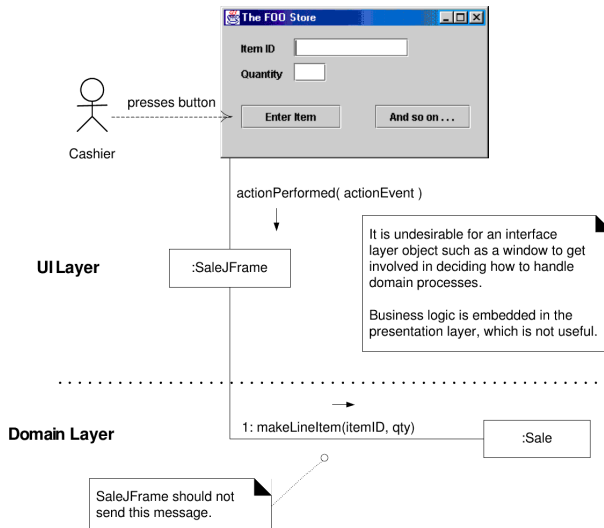 The FOO Store
Item ID
Quantity
presses button
Enter Item
And so on . . .
Cashier
actionPerformed( actionEvent )
It is undesirable for an interface
layer object such as a window to get
involved in deciding how to handle
domain processes.
Business logic is embedded in the
presentation layer, which is not useful.
UI Layer
:SaleJFrame
1: makeLineItem(itemID, qty)
Domain Layer
:Sale
SaleJFrame should not
send this message.